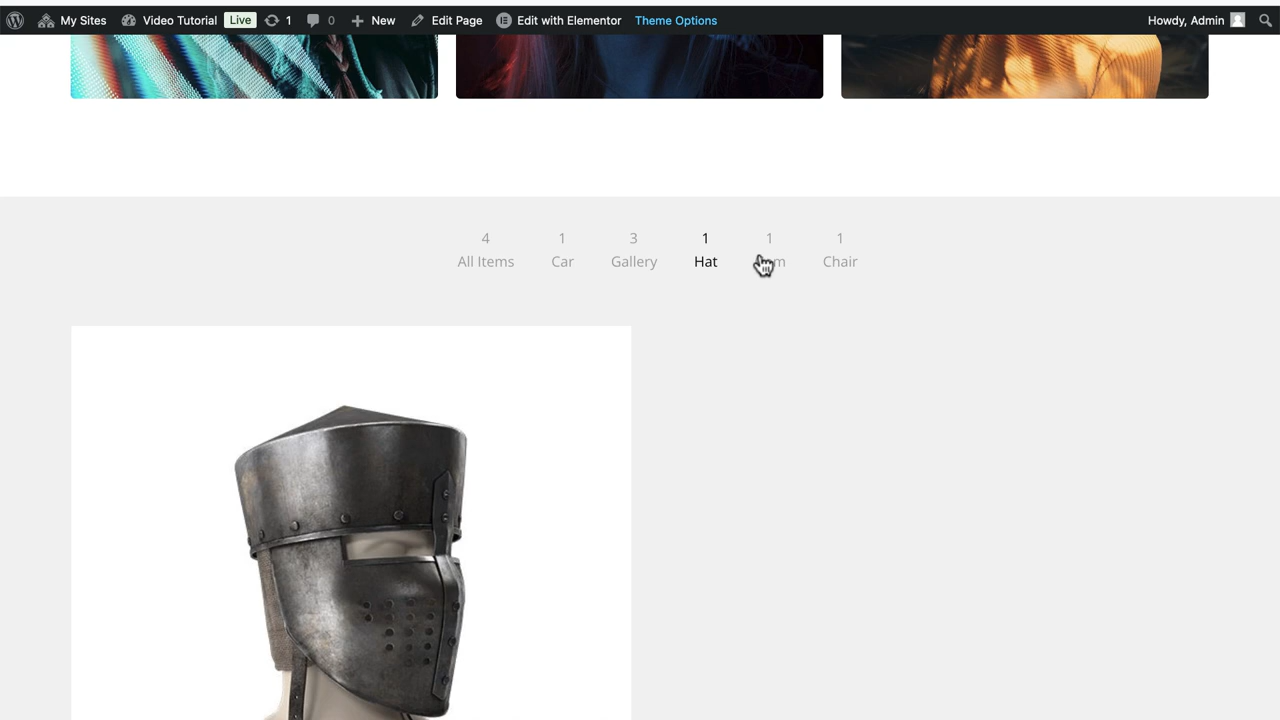 My Sites Video Tutorial Live 1 0 New Edit Page Edit with Elementor Theme Options Howdy, Admin
4 1 3 1 1 1
All Items Car Gallery Hat Chair